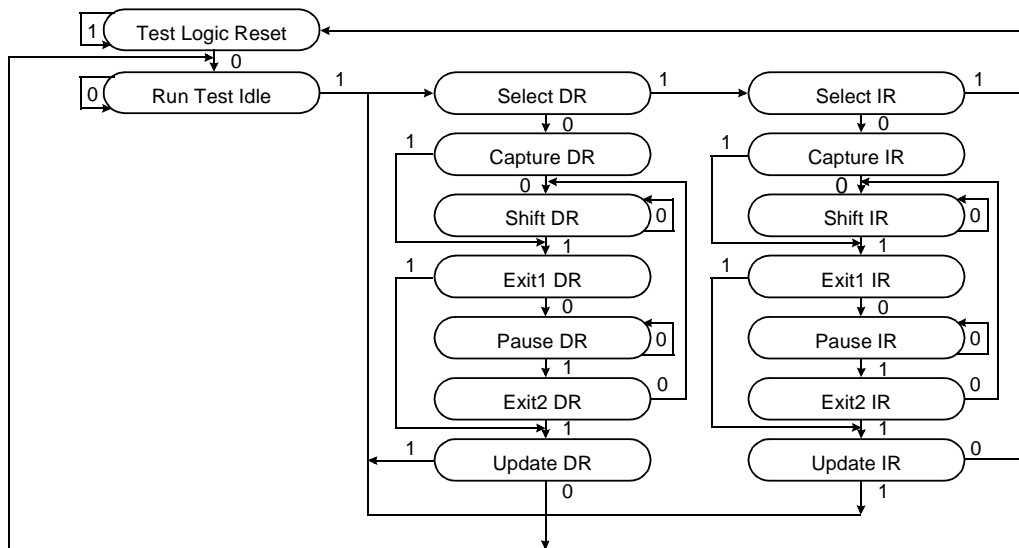 1
Test Logic Reset
0
0
Run Test Idle
1
Select DR
1
Select IR
1
0
0
1
Capture DR
1
Capture IR
0
0
Shift DR
0
Shift IR
0
1
1
1
Exit1 DR
1
Exit1 IR
0
0
Pause DR
0
Pause IR
0
1
1
Exit2 DR
0
Exit2 IR
0
1
1
1
Update DR
Update IR
0
0
1